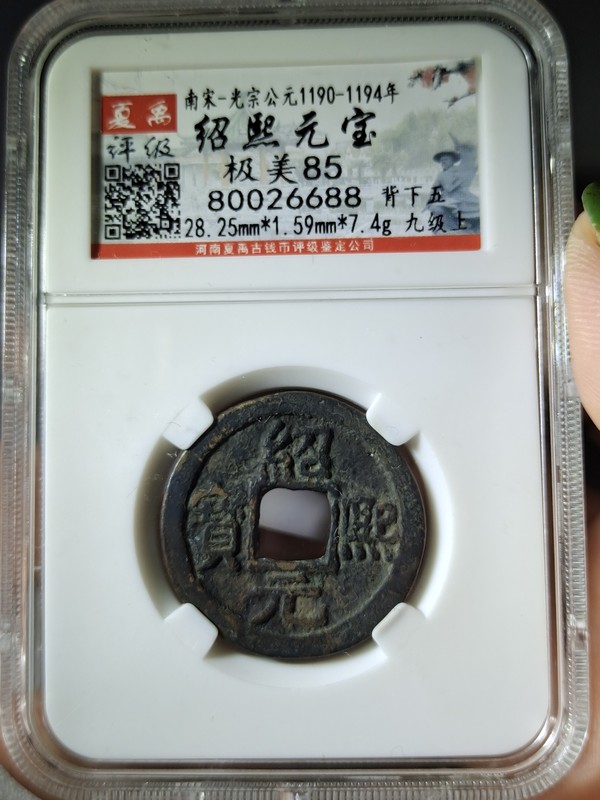 南宋-光宗公元1190-1194年
夏禹
评级
绍熙元宝
极美85
80026688 背下五
28.25mm*1.59mm*7.4g 九级上
河南夏禹古钱币评级鉴定公司
紹
熙
元
寶